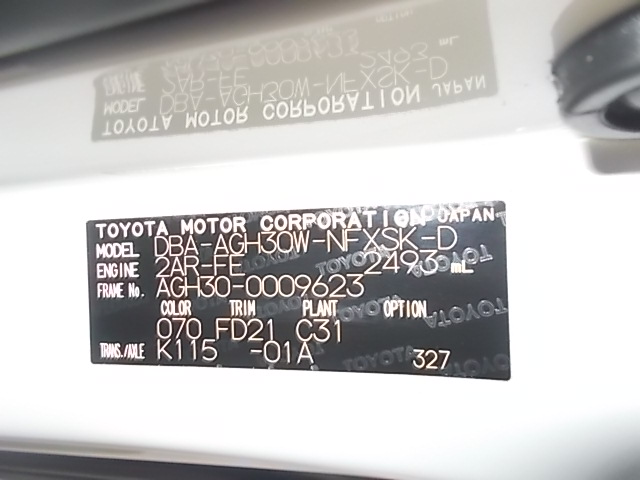 TOYOTA MOTOR CORPORATION JAPAN
MODEL DBA-AGH30W-NFXSK-D
ENGINE 2AR-FE 2493 mL
FRAME No. AGH30-0009623
COLOR TRIM PLANT OPTION
070 FD21 C31
TRANS./AXLE K115 -01A 327